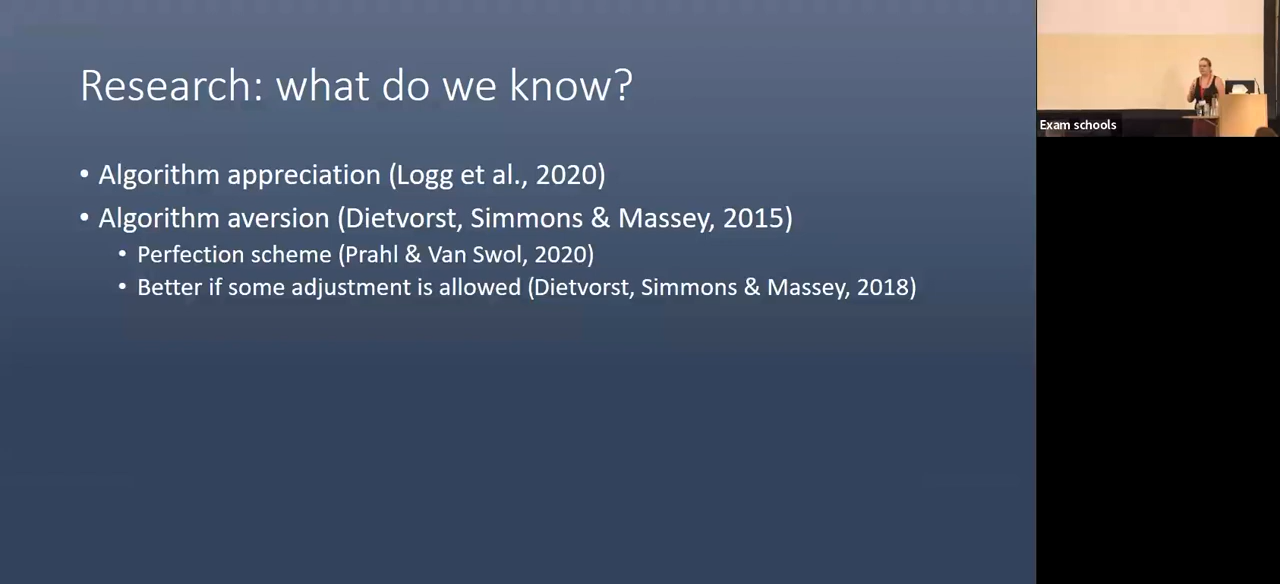 Research: what do we know?
• Algorithm appreciation (Logg et al., 2020)
• Algorithm aversion (Dietvorst, Simmons & Massey, 2015)
• Perfection scheme (Prahl & Van Swol, 2020)
• Better if some adjustment is allowed (Dietvorst, Simmons & Massey, 2018)
Exam schools